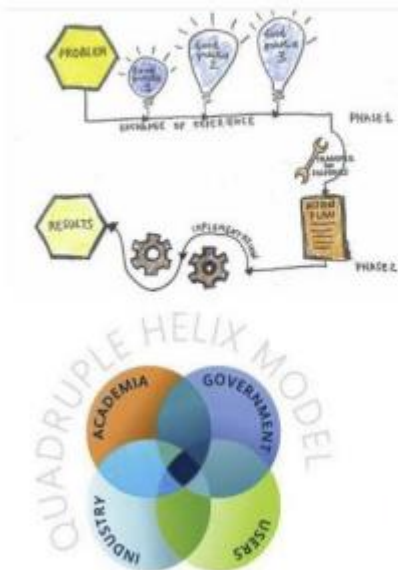 PROBLEM
Good practice 1
Good practice 2
Good practice 3
EXCHANGE OF EXPERIENCE
PHASE 1
TRANSFER
ACTION PLAN
IMPLEMENTATION
RESULTS
PHASE 2
QUADRUPLE HELIX MODEL
ACADEMIA
GOVERNMENT
INDUSTRY
USERS